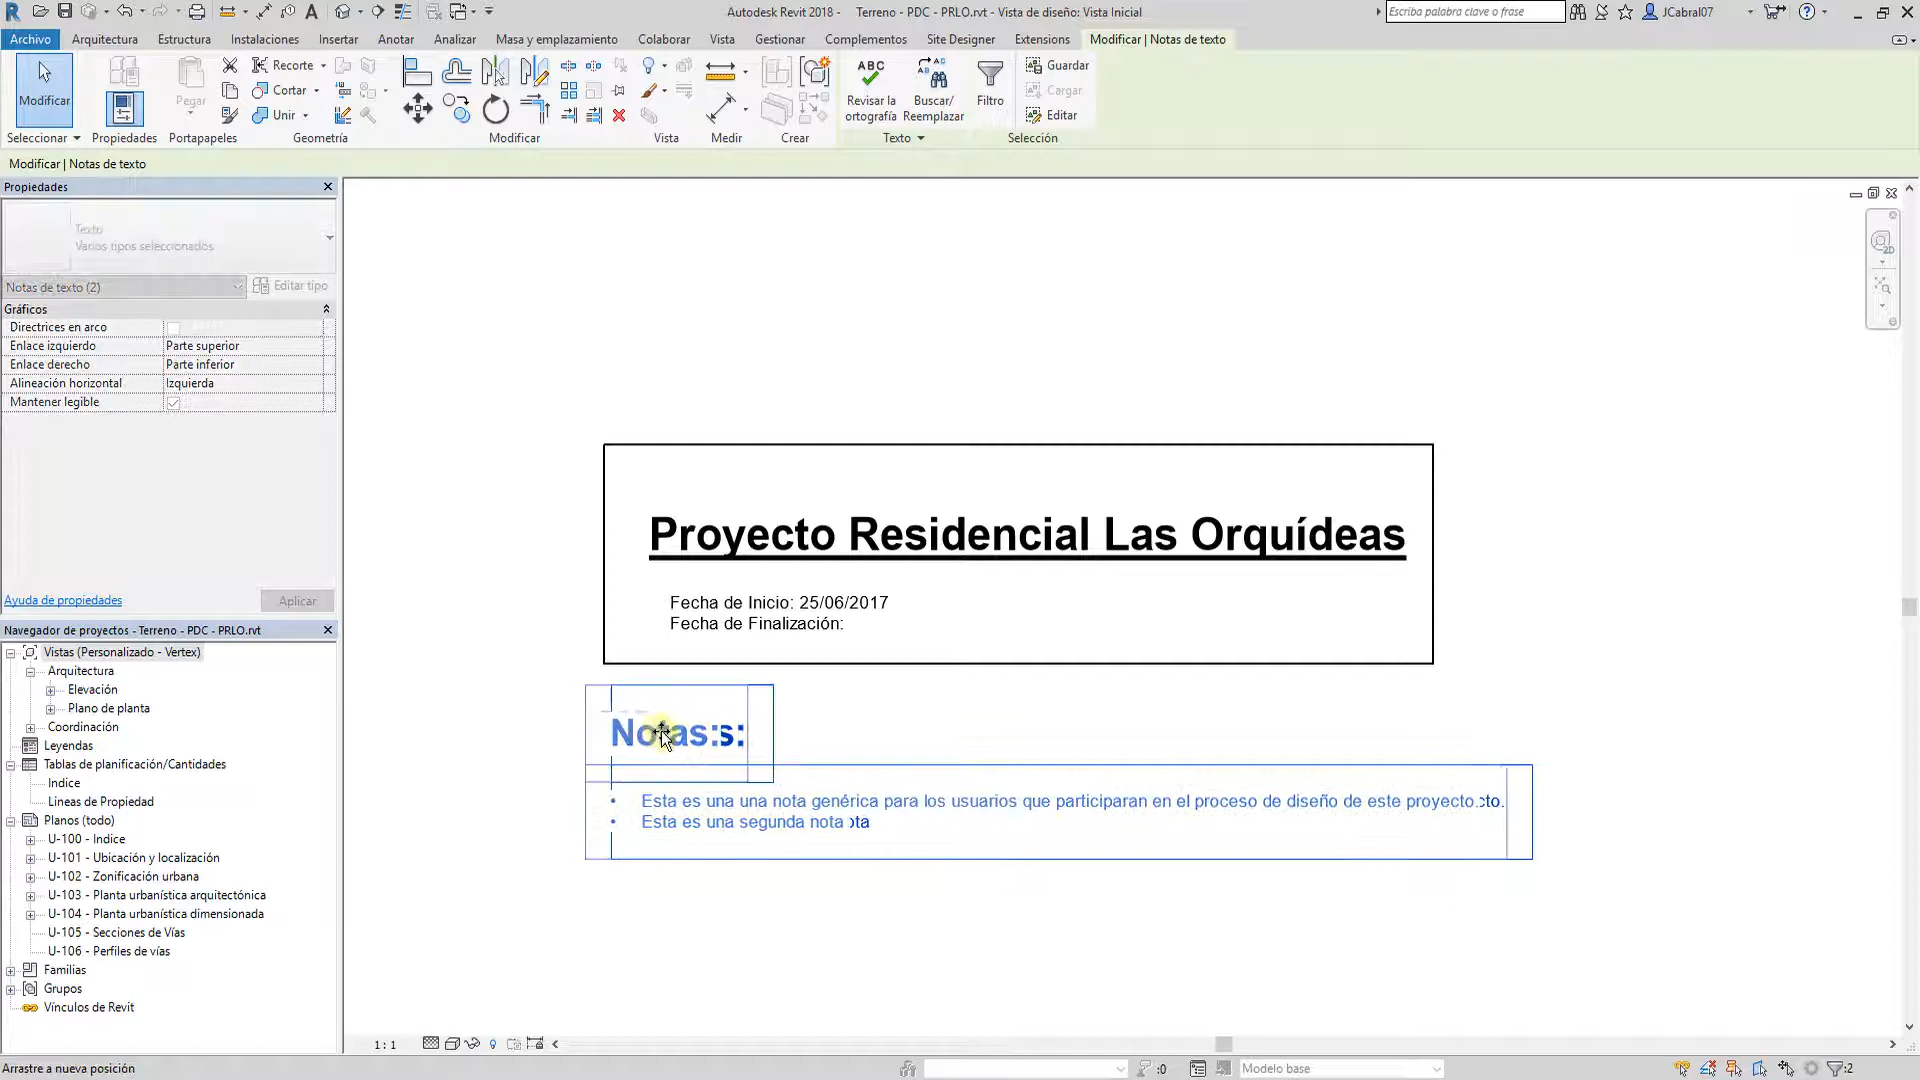 Autodesk Revit 2018 - Terreno - PDC - PRLO.rvt - Vista de diseño: Vista Inicial
Escriba palabra clave o frase
JCabral07
Archivo Arquitectura Estructura Instalaciones Insertar Anotar Analizar Masa y emplazamiento Colaborar Vista Gestionar Complementos Site Designer Extensions Modificar | Notas de texto
Modificar
Pegar
Recorte
Cortar
Unir
ABC
Revisar la ortografía
ABC
Buscar/ Reemplazar
Filtro
Guardar
Cargar
Editar
Seleccionar Propiedades Portapapeles Geometría Modificar Vista Medir Crear Texto Selección
Modificar | Notas de texto
Propiedades
Texto
Varios tipos seleccionados
Notas de texto (2) Editar tipo
Gráficos
Directrices en arco
Enlace izquierdo Parte superior
Enlace derecho Parte inferior
Alineación horizontal Izquierda
Mantener legible
Ayuda de propiedades Aplicar
Navegador de proyectos - Terreno - PDC - PRLO.rvt
Vistas (Personalizado - Vertex)
Arquitectura
Elevación
Plano de planta
Coordinación
Leyendas
Tablas de planificación/Cantidades
Indice
Lineas de Propiedad
Planos (todo)
U-100 - Indice
U-101 - Ubicación y localización
U-102 - Zonificación urbana
U-103 - Planta urbanística arquitectónica
U-104 - Planta urbanística dimensionada
U-105 - Secciones de Vías
U-106 - Perfiles de vías
Familias
Grupos
Vínculos de Revit
2D
Proyecto Residencial Las Orquídeas
Fecha de Inicio: 25/06/2017
Fecha de Finalización:
Notas:s:
• Esta es una una nota genérica para los usuarios que participaran en el proceso de diseño de este proyecto.cto.
• Esta es una segunda nota ota
1 : 1
Arrastre a nueva posición
:0
Modelo base
:2